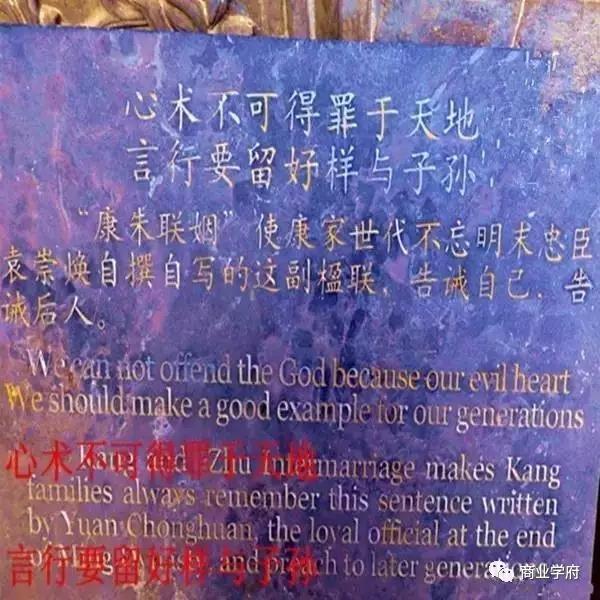 心术不可得罪于天地
言行要留好样与子孙
“康朱联姻”使康家世代不忘明末忠臣
袁崇焕自撰自写的这副楹联，告诫自己，告
诫后人。
We can not offend the God because our evil heart
We should make a good example for our generations
Kang and Zhu intermarriage makes Kang
families always remember this sentence written
by Yuan Chonghuan, the loyal official at the end
and preach to later generations
心术不可得罪于天地
言行要留好样与子孙
商业学府